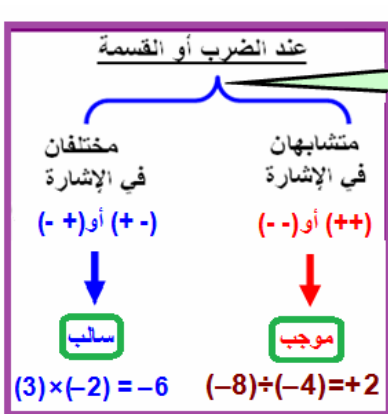 عند الضرب أو القسمة
متشابهان
في الإشارة
(++) أو (- -)
موجب
(–8)÷(–4)=+2
مختلفان
في الإشارة
(- +) أو (+ -)
سالب
(3)×(–2) = –6